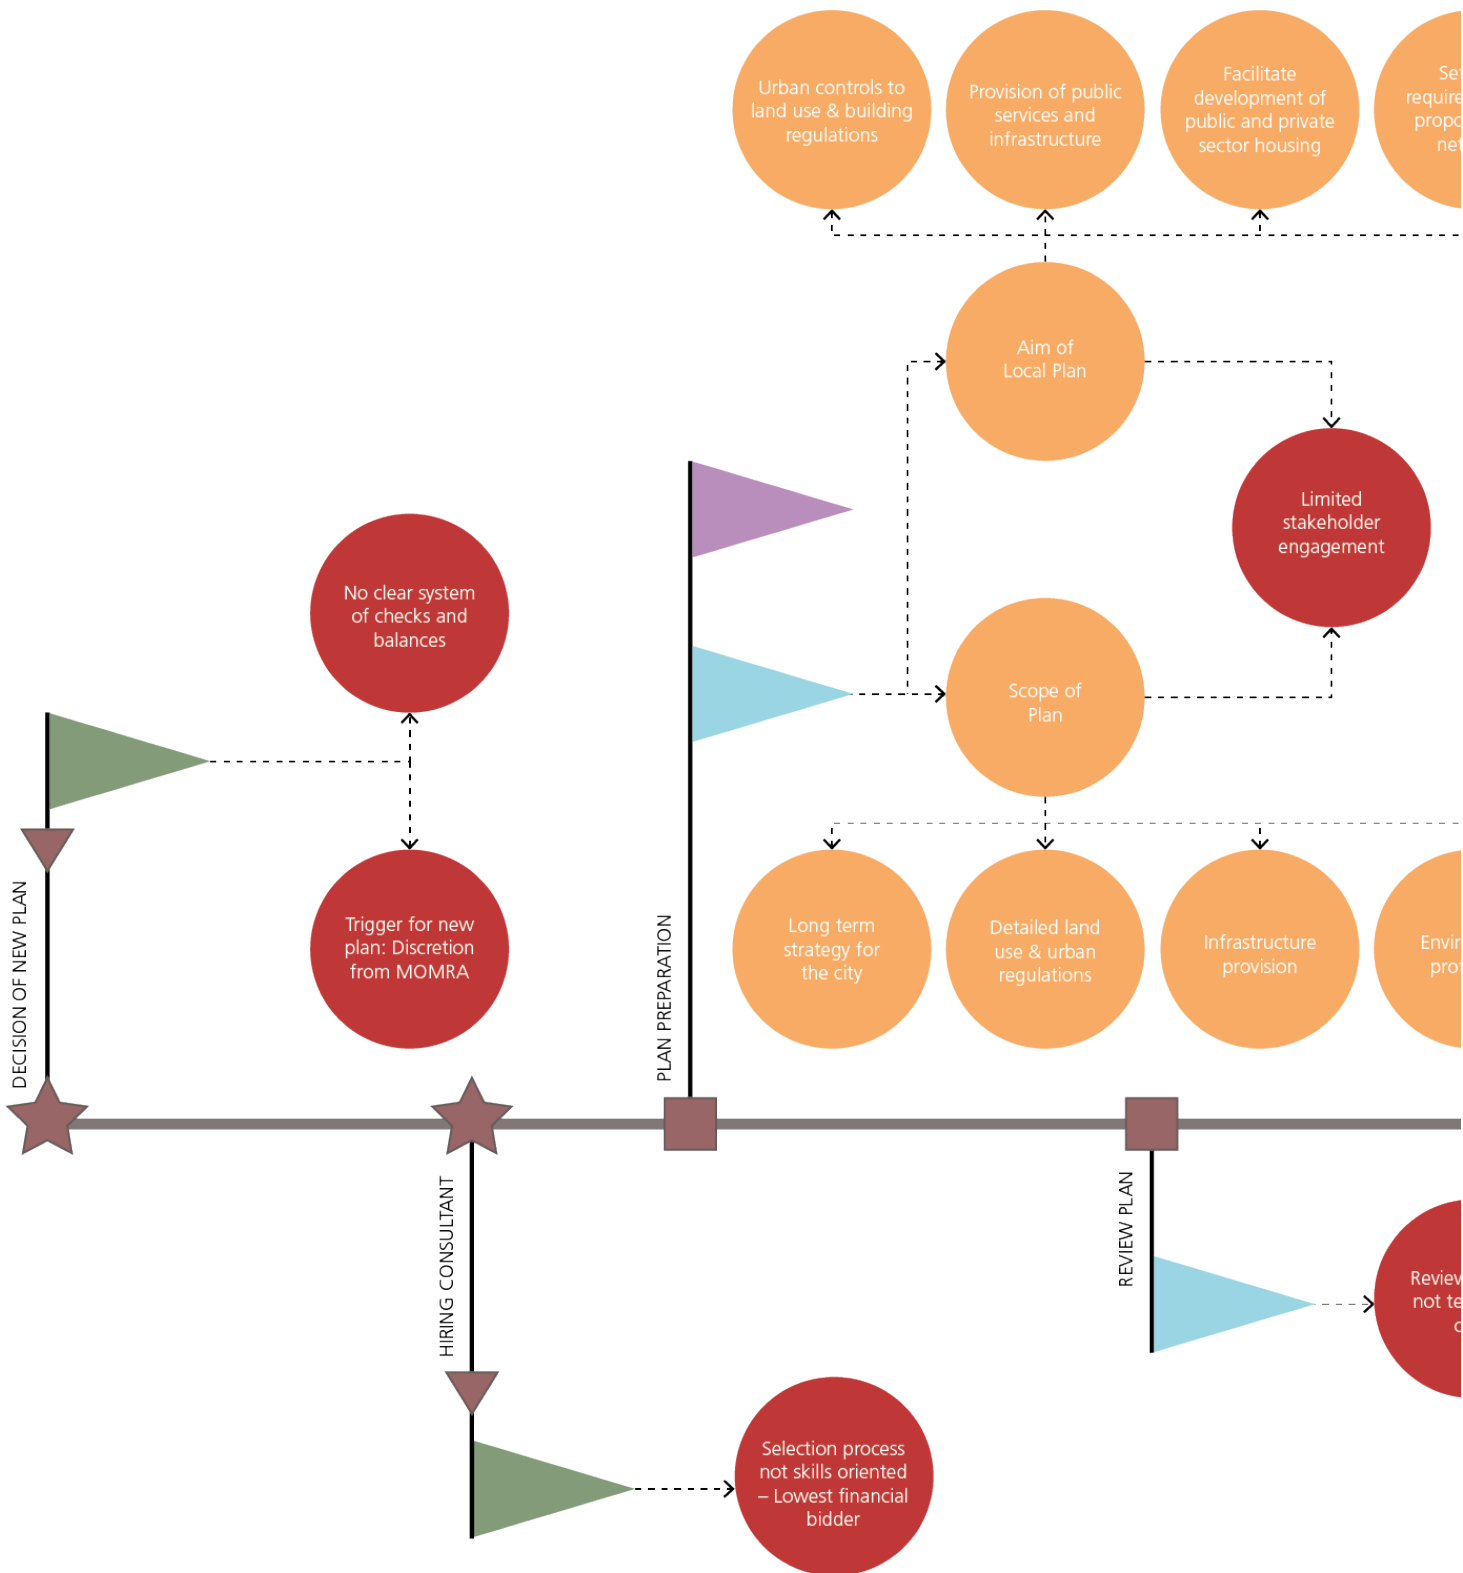 Urban controls to
land use & building
regulations
Provision of public
services and
infrastructure
Facilitate
development of
public and private
sector housing
Aim of
Local Plan
Limited
stakeholder
engagement
No clear system
of checks and
balances
Scope of
Plan
Trigger for new
plan: Discretion
from MOMRA
Long term
strategy for
the city
Detailed land
use & urban
regulations
Infrastructure
provision
DECISION OF NEW PLAN
PLAN PREPARATION
HIRING CONSULTANT
REVIEW PLAN
not
Selection process
not skills oriented
– Lowest financial
bidder